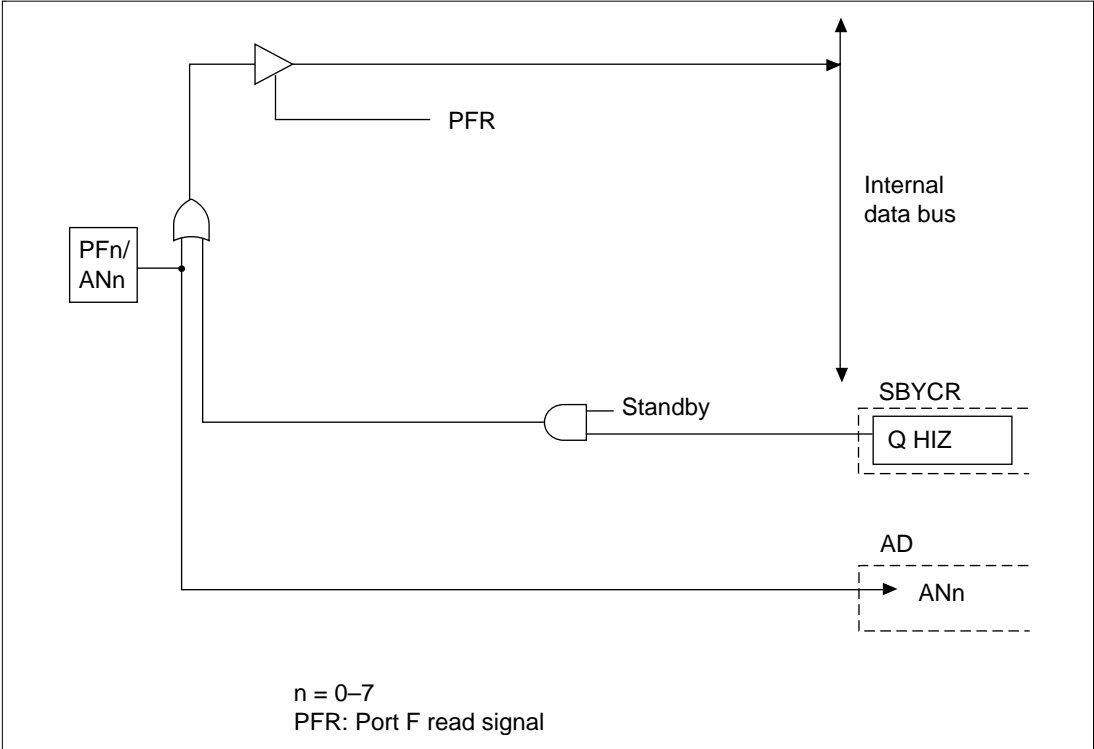 PFR
Internal
data bus
PFn/
ANn
Standby
SBYCR
Q HIZ
AD
ANn
n = 0–7
PFR: Port F read signal